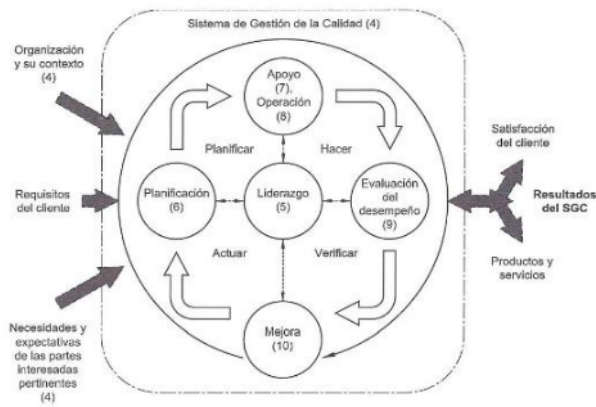 Sistema de Gestión de la Calidad (4)
Organización
y su contexto
(4)
Apoyo
(7),
Operación
(8)
Planificar
Hacer
Satisfacción
del cliente
Requisitos
del cliente
Planificación
(6)
Liderazgo
(5)
Evaluación
del
desempeño
(9)
Resultados
del SGC
Actuar
Verificar
Productos y
servicios
Mejora
(10)
Necesidades y
expectativas
de las partes
interesadas
pertinentes
(4)